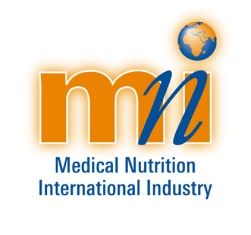 mni
Medical Nutrition
International Industry